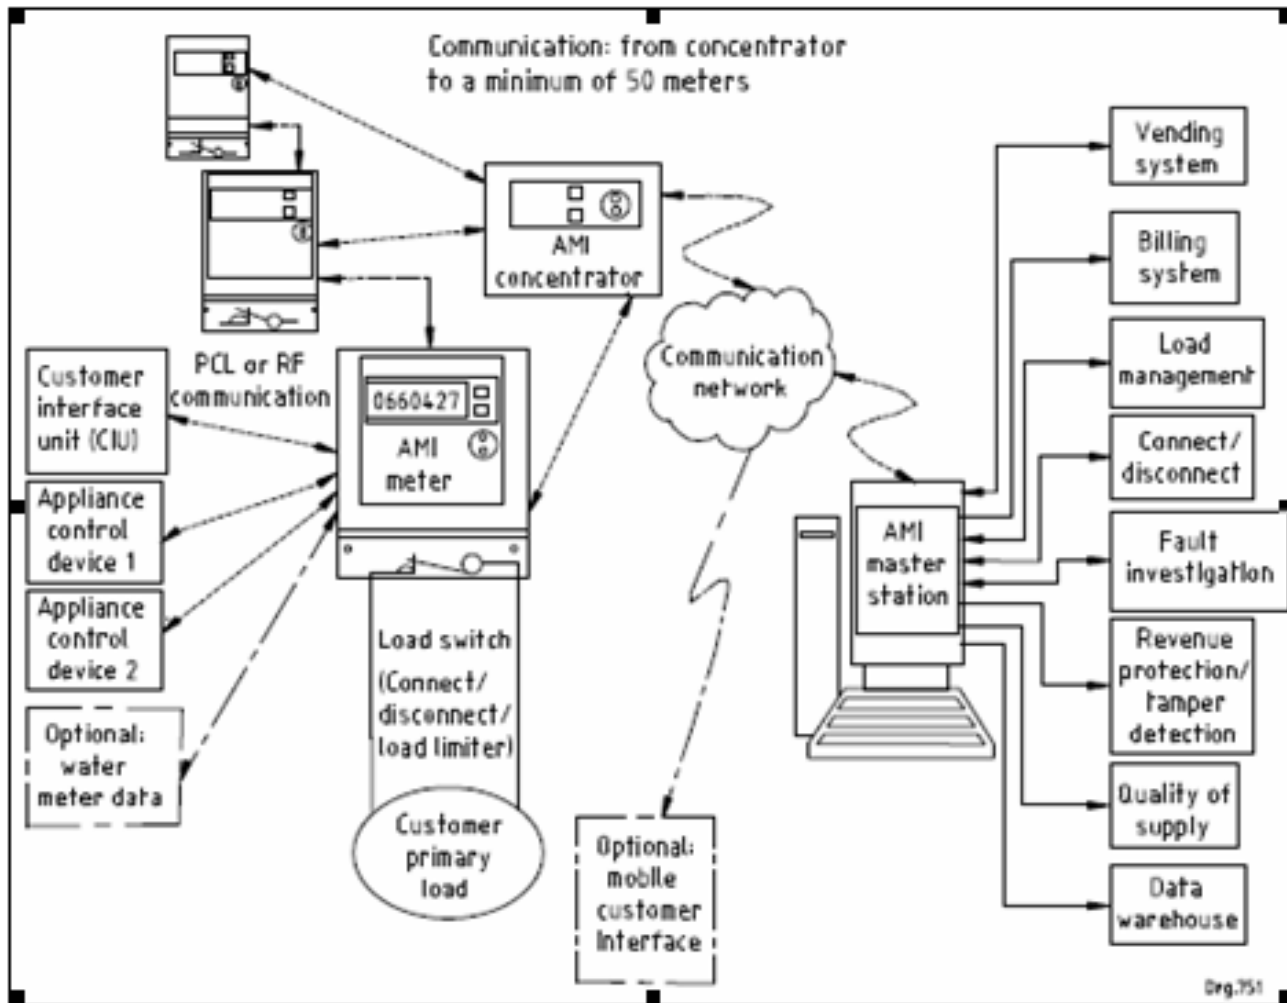 Communication: from concentrator
to a minimum of 50 meters
AMI
concentrator
PCL or RF
communication
0660427
AMI
meter
Customer
interface
unit (CIU)
Appliance
control
device 1
Appliance
control
device 2
Optional:
water
meter data
Load switch
(Connect/
disconnect/
load limiter)
Customer
primary
load
Communication
network
Optional:
mobile
customer
Interface
AMI
master
station
Vending
system
Billing
system
Load
management
Connect/
disconnect
Fault
investigation
Revenue
protection/
tamper
detection
Quality of
supply
Data
warehouse
Drg.751